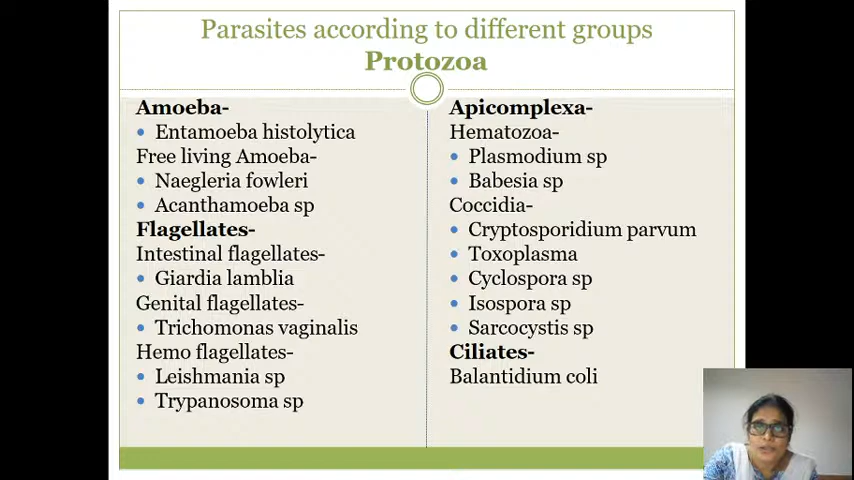 Parasites according to different groups
Protozoa
Amoeba-
Entamoeba histolytica
Free living Amoeba-
Naegleria fowleri
Acanthamoeba sp
Flagellates-
Intestinal flagellates-
Giardia lamblia
Genital flagellates-
Trichomonas vaginalis
Hemo flagellates-
Leishmania sp
Trypanosoma sp
Apicomplexa-
Hematozoa-
Plasmodium sp
Babesia sp
Coccidia-
Cryptosporidium parvum
Toxoplasma
Cyclospora sp
Isospora sp
Sarcocystis sp
Ciliates-
Balantidium coli